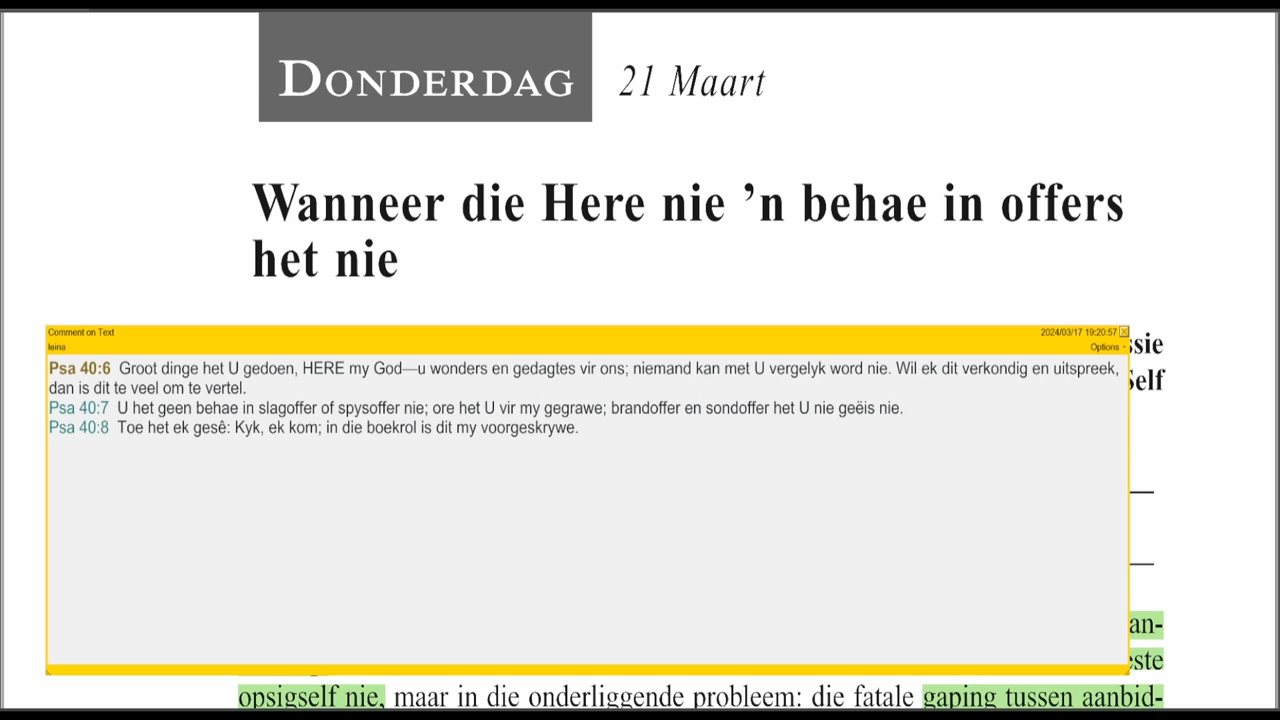 DONDERDAG 21 Maart
Wanneer die Here nie ’n behae in offers
het nie
Comment on Text 2024/03/17 19:20:57
leina Options
ssie
Psa 40:6 Groot dinge het U gedoen, HERE my God—u wonders en gedagtes vir ons; niemand kan met U vergelyk word nie. Wil ek dit verkondig en uitspreek,
dan is dit te veel om te vertel.
elf
Psa 40:7 U het geen behae in slagoffer of spysoffer nie; ore het U vir my gegrawe; brandoffer en sondoffer het U nie geëis nie.
Psa 40:8 Toe het ek gesê: Kyk, ek kom; in die boekrol is dit my voorgeskrywe.
an-
este
opsigself nie, maar in die onderliggende probleem: die fatale gaping tussen aanbid-